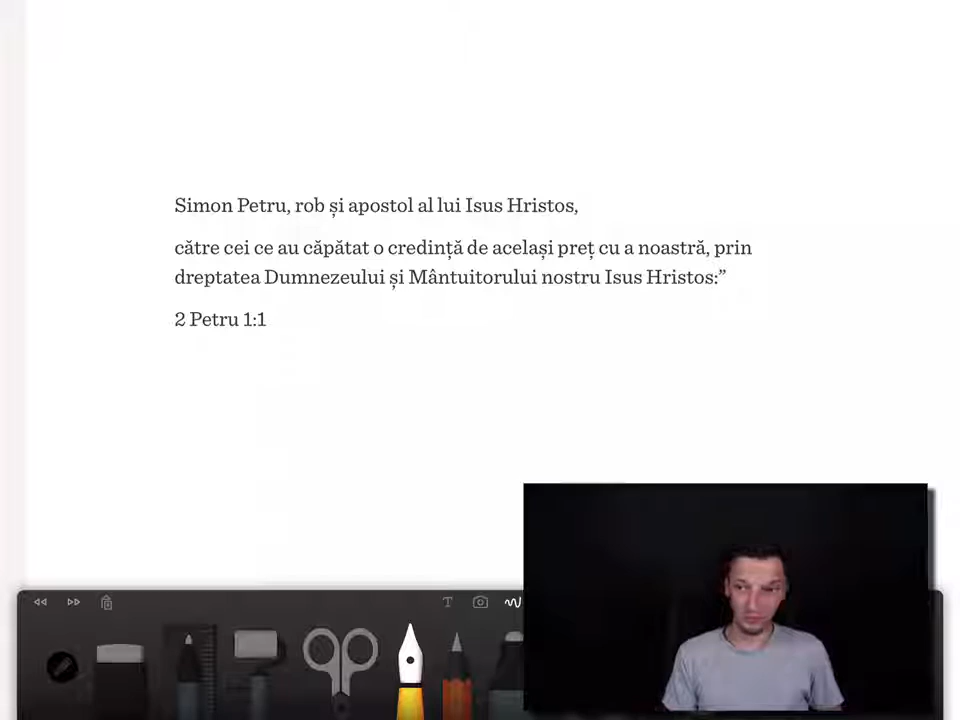 Simon Petru, rob și apostol al lui Isus Hristos,
către cei ce au căpătat o credință de același preț cu a noastră, prin
dreptatea Dumnezeului și Mântuitorului nostru Isus Hristos:”
2 Petru 1:1
T